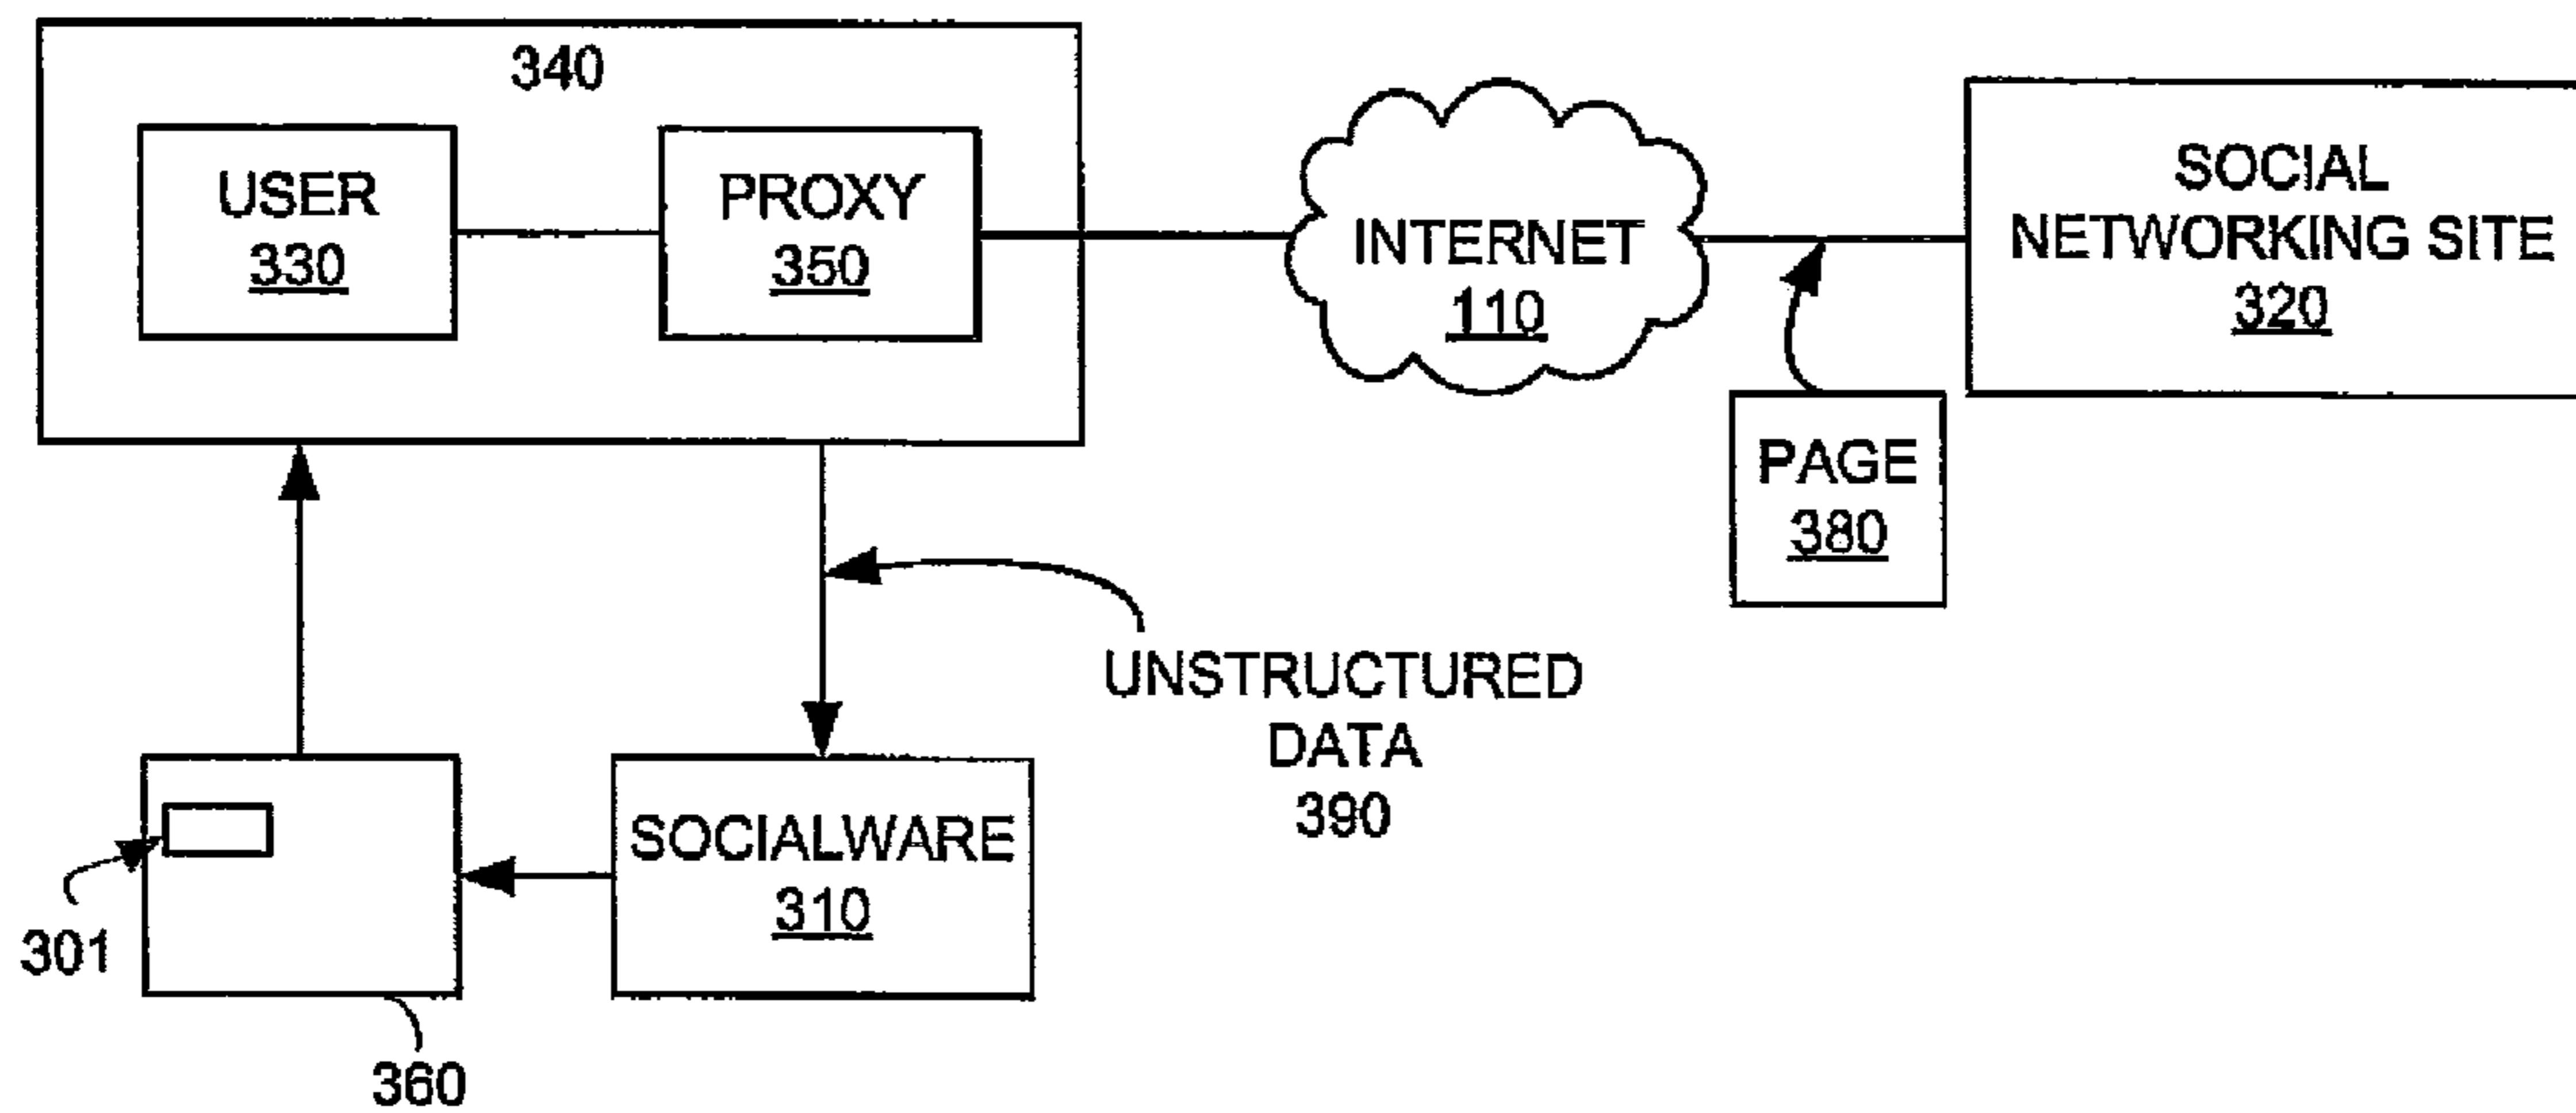 340
USER
330
PROXY
350
INTERNET
110
SOCIAL
NETWORKING SITE
320
PAGE
380
UNSTRUCTURED
DATA
390
SOCIALWARE
310
301
360